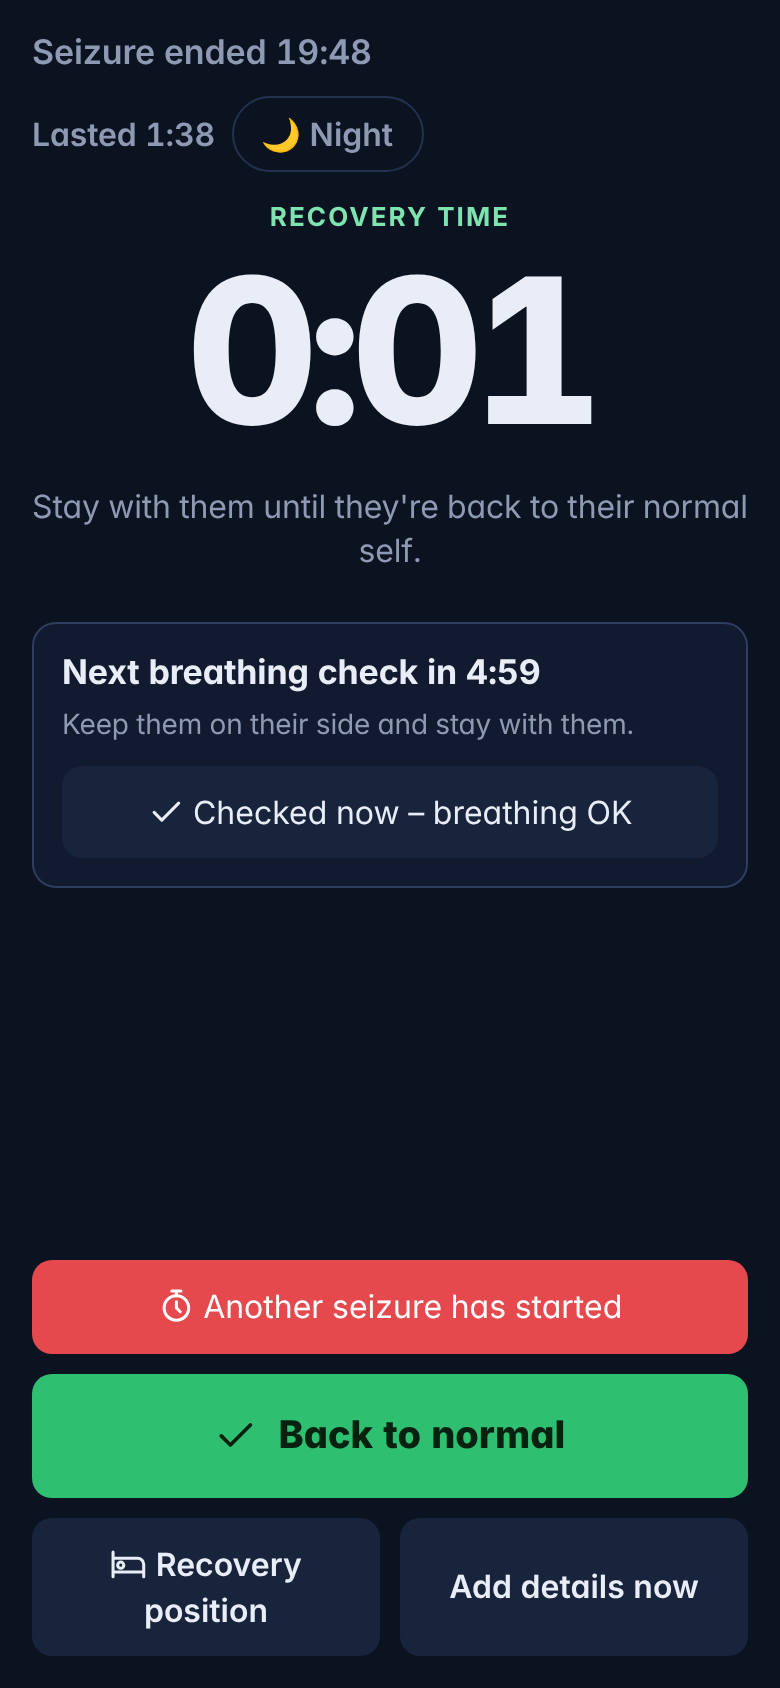 Seizure ended 19:48
Lasted 1:38
🌙 Night
RECOVERY TIME
0:01
Stay with them until they're back to their normal
self.
Next breathing check in 4:59
Keep them on their side and stay with them.
Checked now – breathing OK
Another seizure has started
Back to normal
Recovery
position
Add details now